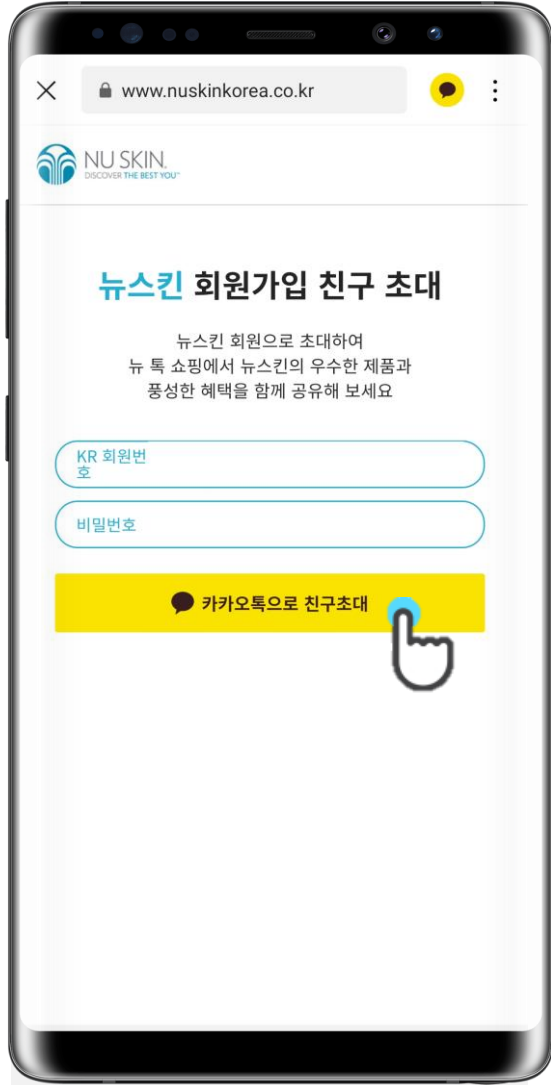 www.nuskinkorea.co.kr
NU SKIN.
DISCOVER THE BEST YOU™
뉴스킨 회원가입 친구 초대
뉴스킨 회원으로 초대하여
뉴 톡 쇼핑에서 뉴스킨의 우수한 제품과
풍성한 혜택을 함께 공유해 보세요
KR 회원번
호
비밀번호
카카오톡으로 친구초대